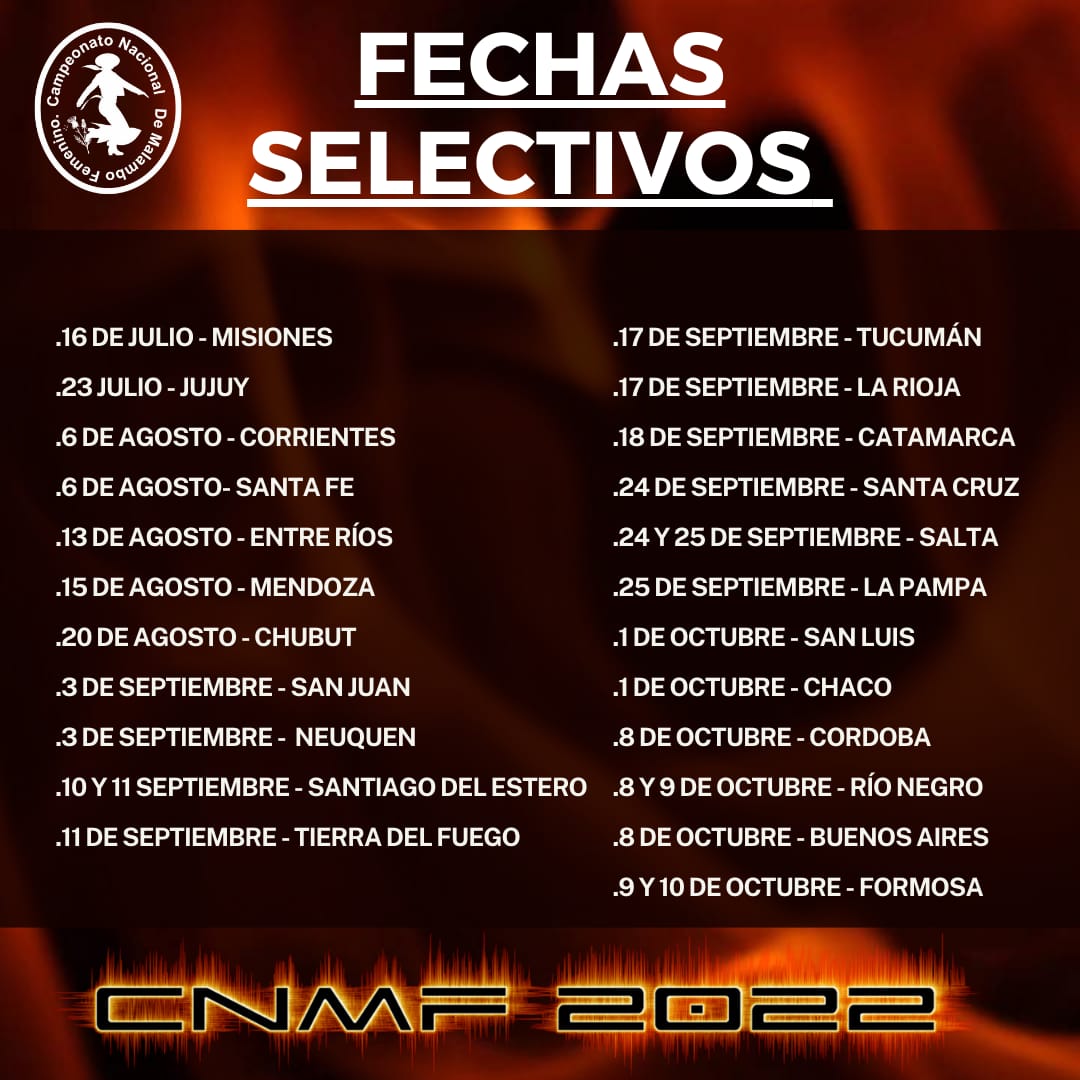 Campeonato Nacional De Malambo Femenino.
FECHAS
SELECTIVOS
.16 DE JULIO - MISIONES
.23 JULIO - JUJUY
.6 DE AGOSTO - CORRIENTES
.6 DE AGOSTO- SANTA FE
.13 DE AGOSTO - ENTRE RÍOS
.15 DE AGOSTO - MENDOZA
.20 DE AGOSTO - CHUBUT
.3 DE SEPTIEMBRE - SAN JUAN
.3 DE SEPTIEMBRE - NEUQUEN
.10 Y 11 SEPTIEMBRE - SANTIAGO DEL ESTERO
.11 DE SEPTIEMBRE - TIERRA DEL FUEGO
.17 DE SEPTIEMBRE - TUCUMÁN
.17 DE SEPTIEMBRE - LA RIOJA
.18 DE SEPTIEMBRE - CATAMARCA
.24 DE SEPTIEMBRE - SANTA CRUZ
.24 Y 25 DE SEPTIEMBRE - SALTA
.25 DE SEPTIEMBRE - LA PAMPA
.1 DE OCTUBRE - SAN LUIS
.1 DE OCTUBRE - CHACO
.8 DE OCTUBRE - CORDOBA
.8 Y 9 DE OCTUBRE - RÍO NEGRO
.8 DE OCTUBRE - BUENOS AIRES
.9 Y 10 DE OCTUBRE - FORMOSA
CNMF 2022